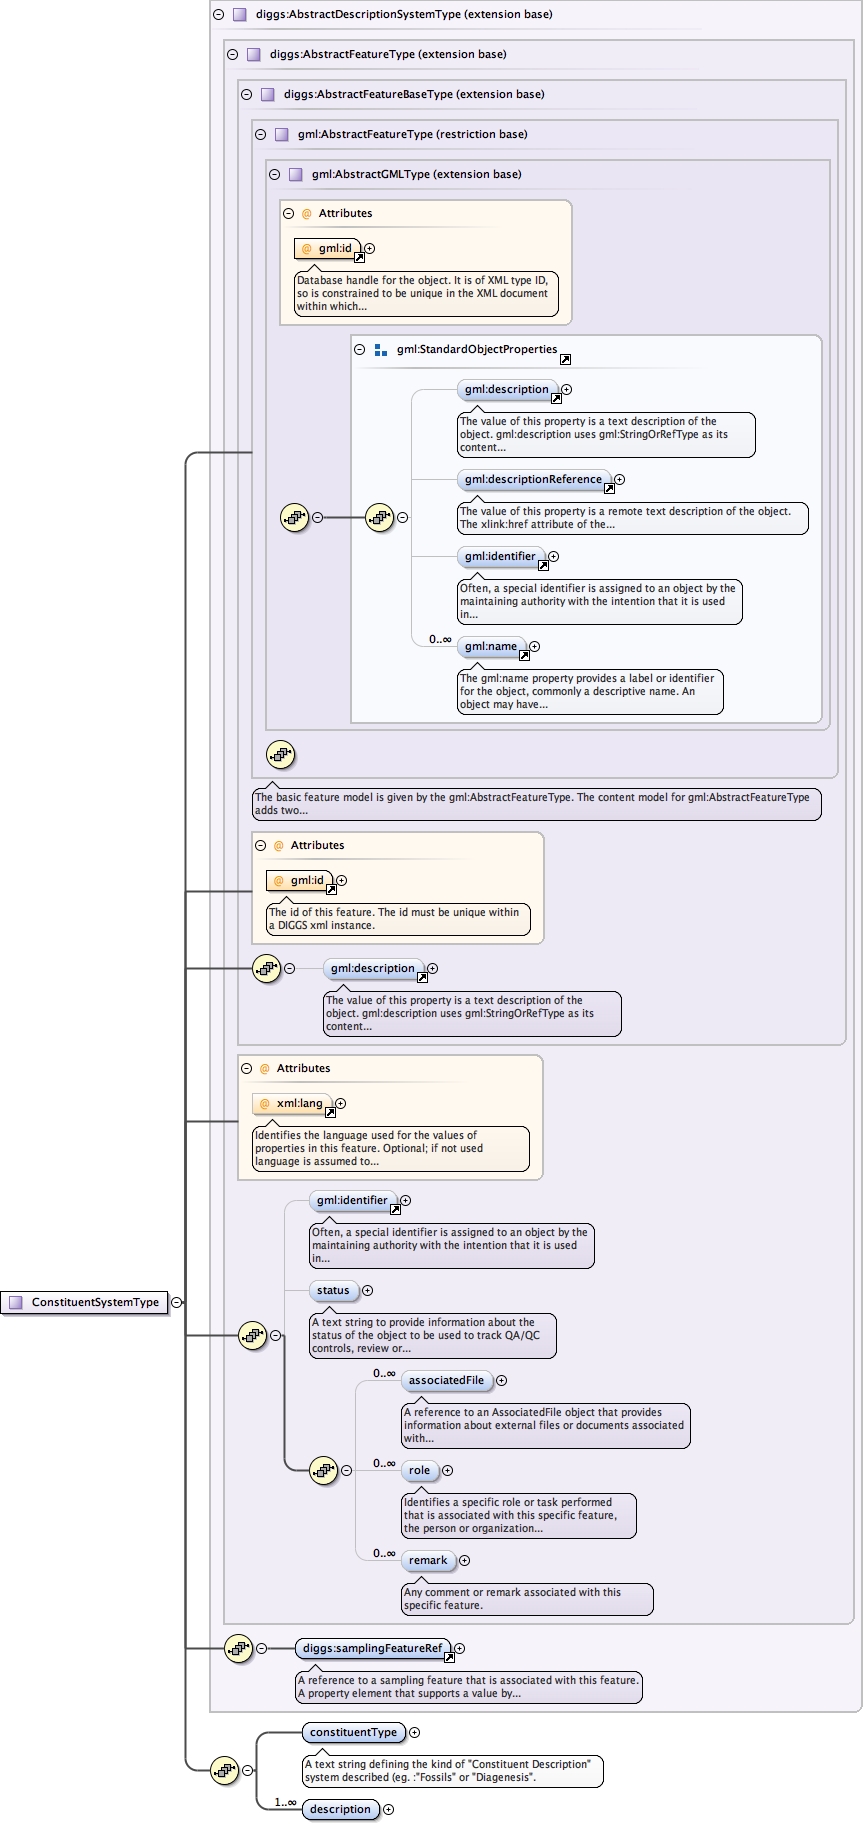 diggs:AbstractDescriptionSystemType (extension base)
diggs:AbstractFeatureType (extension base)
diggs:AbstractFeatureBaseType (extension base)
gml:AbstractFeatureType (restriction base)
gml:AbstractGMLType (extension base)
@ Attributes
@ gml:id
Database handle for the object. It is of XML type ID,
so is constrained to be unique in the XML document
within which...
gml:StandardObjectProperties
gml:description
The value of this property is a text description of the
object. gml:description uses gml:StringOrRefType as its
content...
gml:descriptionReference
The value of this property is a remote text description of the object.
The xlink:href attribute of the...
gml:identifier
Often, a special identifier is assigned to an object by the
maintaining authority with the intention that it is used
in...
0..∞
gml:name
The gml:name property provides a label or identifier
for the object, commonly a descriptive name. An
object may have...
The basic feature model is given by the gml:AbstractFeatureType. The content model for gml:AbstractFeatureType
adds two...
@ Attributes
@ gml:id
The id of this feature. The id must be unique within
a DIGGS xml instance.
gml:description
The value of this property is a text description of the
object. gml:description uses gml:StringOrRefType as its
content...
@ Attributes
@ xml:lang
Identifies the language used for the values of
properties in this feature. Optional; if not used
language is assumed to...
gml:identifier
Often, a special identifier is assigned to an object by the
maintaining authority with the intention that it is used
in...
ConstituentSystemType
status
A text string to provide information about the
status of the object to be used to track QA/QC
controls, review or...
0..∞
associatedFile
A reference to an AssociatedFile object that provides
information about external files or documents associated
with...
0..∞
role
Identifies a specific role or task performed
that is associated with this specific feature,
the person or organization...
0..∞
remark
Any comment or remark associated with this
specific feature.
diggs:samplingFeatureRef
A reference to a sampling feature that is associated with this feature.
A property element that supports a value by...
constituentType
A text string defining the kind of "Constituent Description"
system described (eg. :"Fossils" or "Diagenesis".
1..∞
description